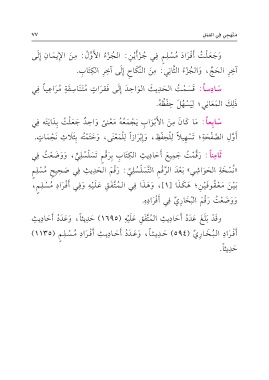 منهجي في العمل ٧٧
وَجَعَلْتُ أَفْرَادَ مُسْلِمٍ فِي جُزْأَيْنِ: الجُزْءُ الأَوَّلُ: مِنَ الإِيمَانِ إِلَى
آخِرِ الحَجِّ، وَالجُزْءُ الثَّانِي: مِنَ النِّكَاحِ إِلَى آخِرِ الكِتَابِ.
سَادِساً: قَسَمْتُ الحَدِيثَ الوَاحِدَ إِلَى فَقَرَاتٍ مُتَنَاسِقَةٍ مُرَاعِياً فِي
ذَلِكَ المَعَانِي؛ لِيَسْهُلَ حِفْظُهُ.
سَابِعاً: مَا كَانَ مِنَ الأَبْوَابِ يَجْمَعُهُ مَعْنىً وَاحِدٌ جَعَلْتُ بِدَايَتَهُ فِي
أَوَّلِ الصَّفْحَةِ؛ تَسْهِيلاً لِلْحِفْظِ، وَإِبْرَازاً لِلْمَعْنَى، وَخَتَمْتُهُ بِثَلَاثِ نَجْمَاتٍ.
ثَامِناً: رَقَّمْتُ جَمِيعَ أَحَادِيثِ الكِتَابِ بِرَقْمٍ تَسَلْسُلِيٍّ، وَوَضَعْتُ فِي
«نُسْخَةِ الحَوَاشِي» بَعْدَ الرَّقْمِ التَّسَلْسُلِيِّ: رَقْمَ الحَدِيثِ فِي صَحِيحِ مُسْلِمٍ
بَيْنَ مَعْقُوفَيْنِ؛ هَكَذَا [١]، وَهَذَا فِي المُتَّفَقِ عَلَيْهِ وَفِي أَفْرَادِ مُسْلِمٍ،
وَوَضَعْتُ رَقْمَ البُخَارِيِّ فِي أَفْرَادِهِ.
وَقَدْ بَلَغَ عَدَدُ أَحَادِيثِ المُتَّفَقِ عَلَيْهِ (١٦٩٥) حَدِيثاً، وَعَدَدُ أَحَادِيثِ
أَفْرَادِ البُخَارِيِّ (٥٩٤) حَدِيثاً، وَعَدَدُ أَحَادِيثِ أَفْرَادِ مُسْلِمٍ (١١٣٥)
حَدِيثاً.